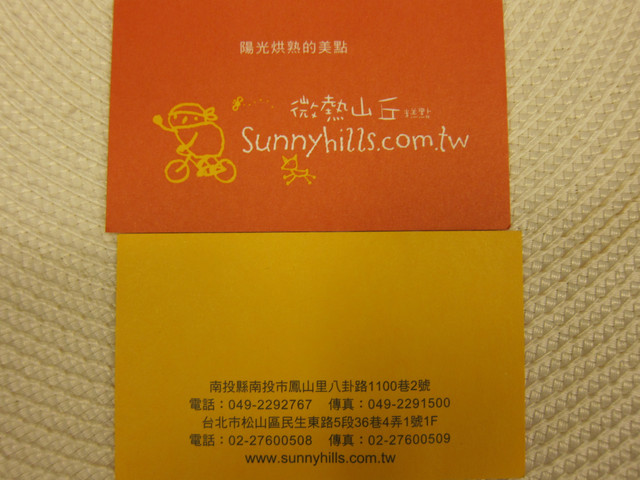 陽光烘熟的美點
微熱山丘
Sunnyhills.com.tw
南投縣南投市鳳山里八卦路1100巷2號
電話：049-2292767 傳真：049-2291500
台北市松山區民生東路5段36巷4弄1號1F
電話：02-27600508 傳真：02-27600509
www.sunnyhills.com.tw